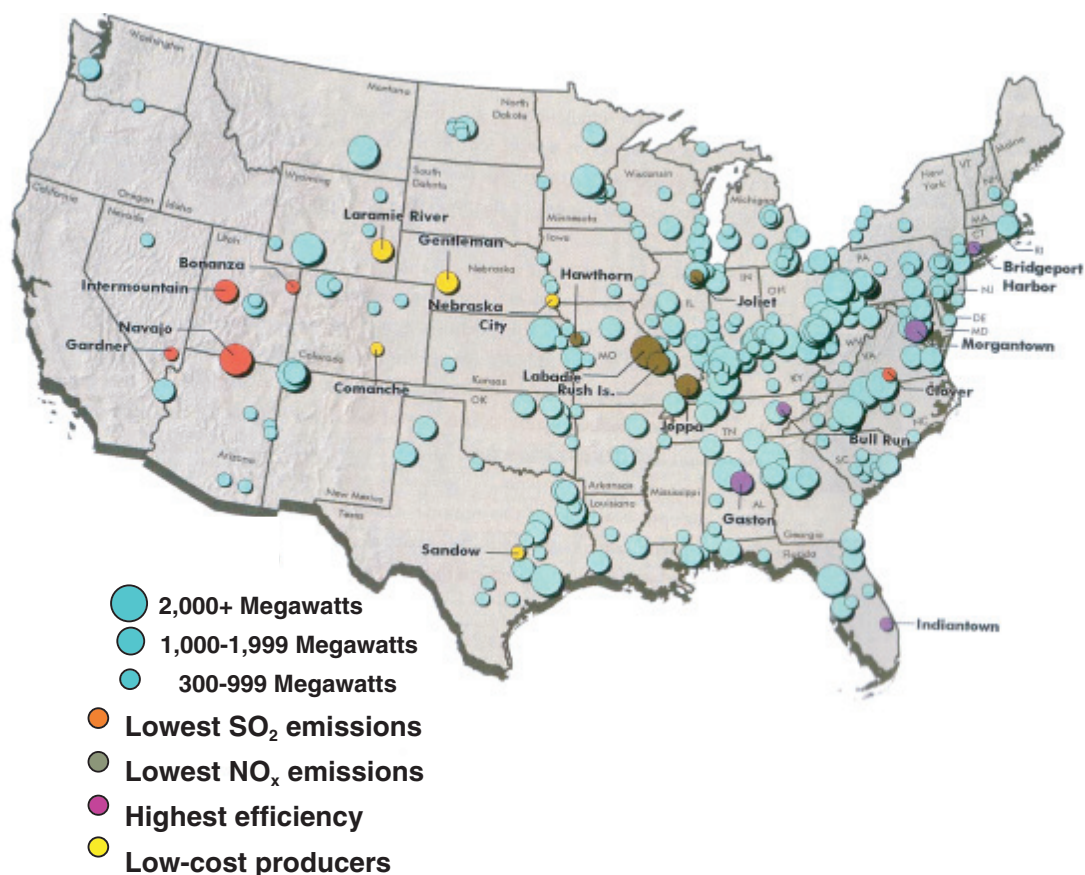 Washington
Montana
North
Dakota
Oregon
Idaho
California
Nevada
Wyoming
South
Dakota
Minnesota
Wisconsin
Michigan
New
York
VT
NH
Maine
MA
CT
RI
Laramie River
Gentleman
Nebraska
Iowa
Utah
Bonanza
Intermountain
Navajo
Gardner
Nebraska
City
Hawthorn
IL
IN
OH
PA
NJ
DE
MD
Bridgeport
Harbor
Joliet
Morgantown
WV
VA
Colorado
Comanche
Kansas
MO
Labadie
Rush Is.
Joppa
KY
Clover
OK
TN
NC
Bull Run
SC
Arizona
New Mexico
Texas
Arkansas
Louisiana
Mississippi
AL
Gaston
Georgia
Florida
Sandow
Indiantown
2,000+ Megawatts
1,000-1,999 Megawatts
300-999 Megawatts
Lowest SO₂ emissions
Lowest NOₓ emissions
Highest efficiency
Low-cost producers